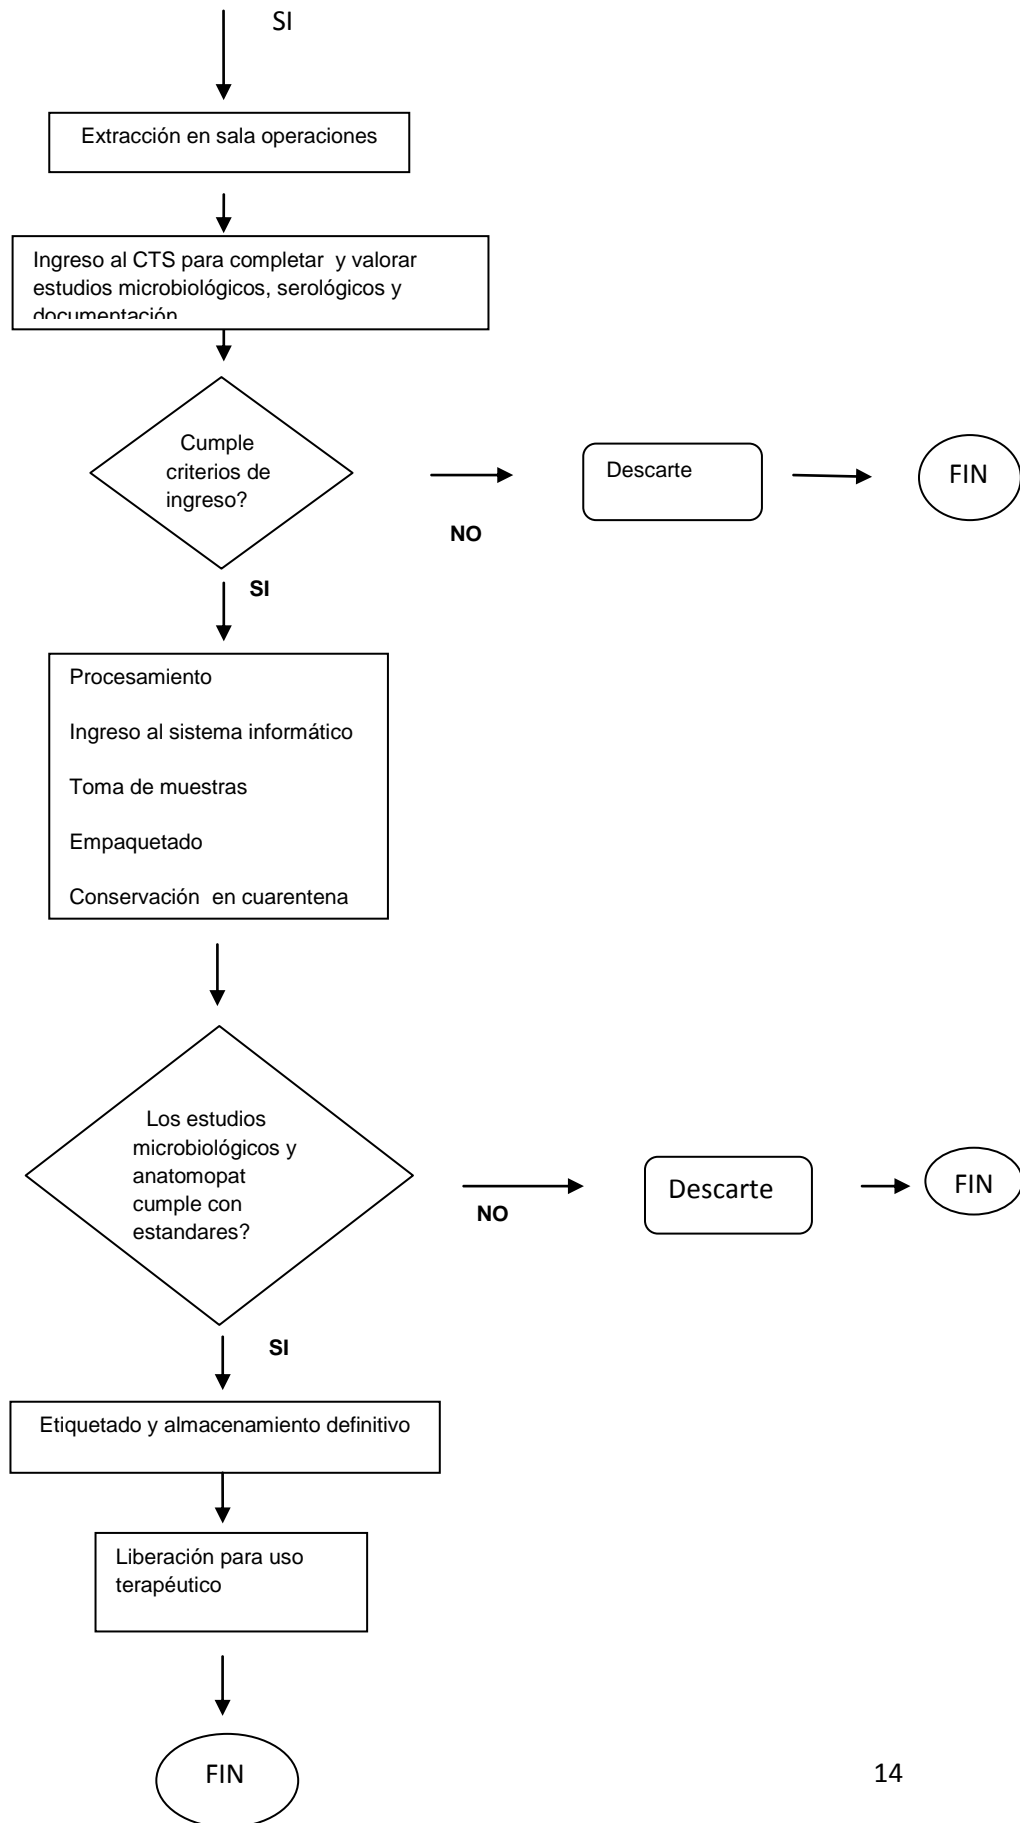 SI
Extracción en sala operaciones
Ingreso al CTS para completar y valorar
estudios microbiológicos, serológicos y
documentación
Cumple
criterios de
ingreso?
NO
Descarte
FIN
SI
Procesamiento
Ingreso al sistema informático
Toma de muestras
Empaquetado
Conservación en cuarentena
Los estudios
microbiológicos y
anatomopat
cumple con
estandares?
NO
Descarte
FIN
SI
Etiquetado y almacenamiento definitivo
Liberación para uso
terapéutico
FIN
14